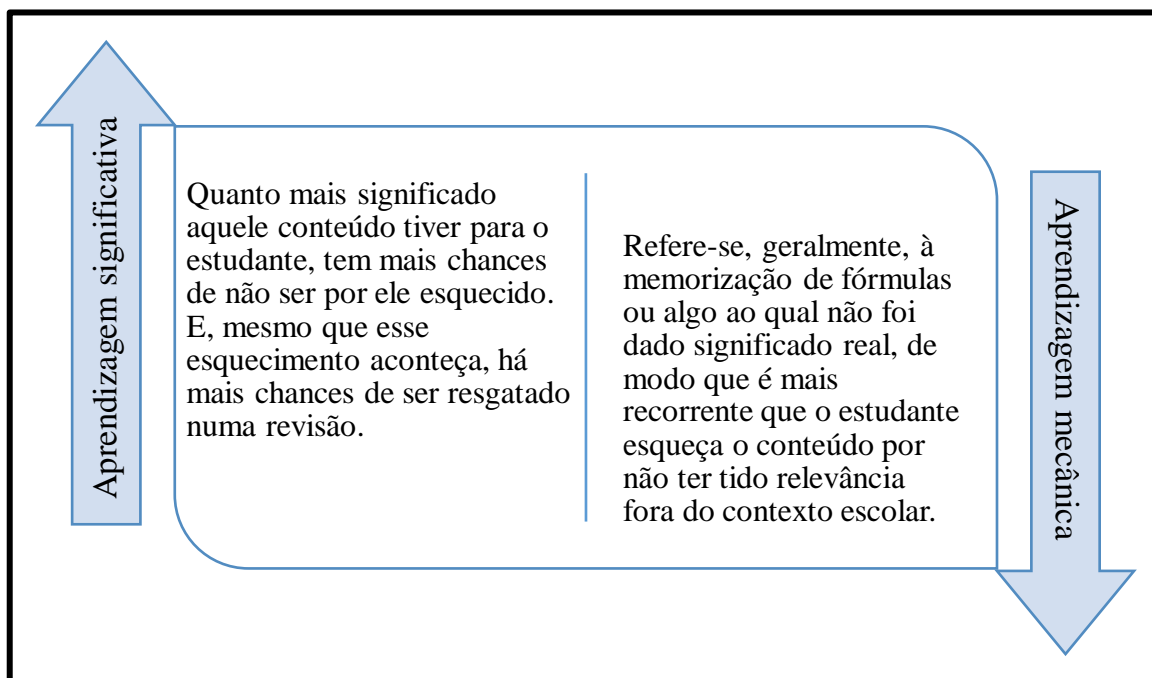 Aprendizagem significativa
Quanto mais significado
aquele conteúdo tiver para o
estudante, tem mais chances
de não ser por ele esquecido.
E, mesmo que esse
esquecimento aconteça, há
mais chances de ser resgatado
numa revisão.
Refere-se, geralmente, à
memorização de fórmulas
ou algo ao qual não foi
dado significado real, de
modo que é mais
recorrente que o estudante
esqueça o conteúdo por
não ter tido relevância
fora do contexto escolar.
Aprendizagem mecânica